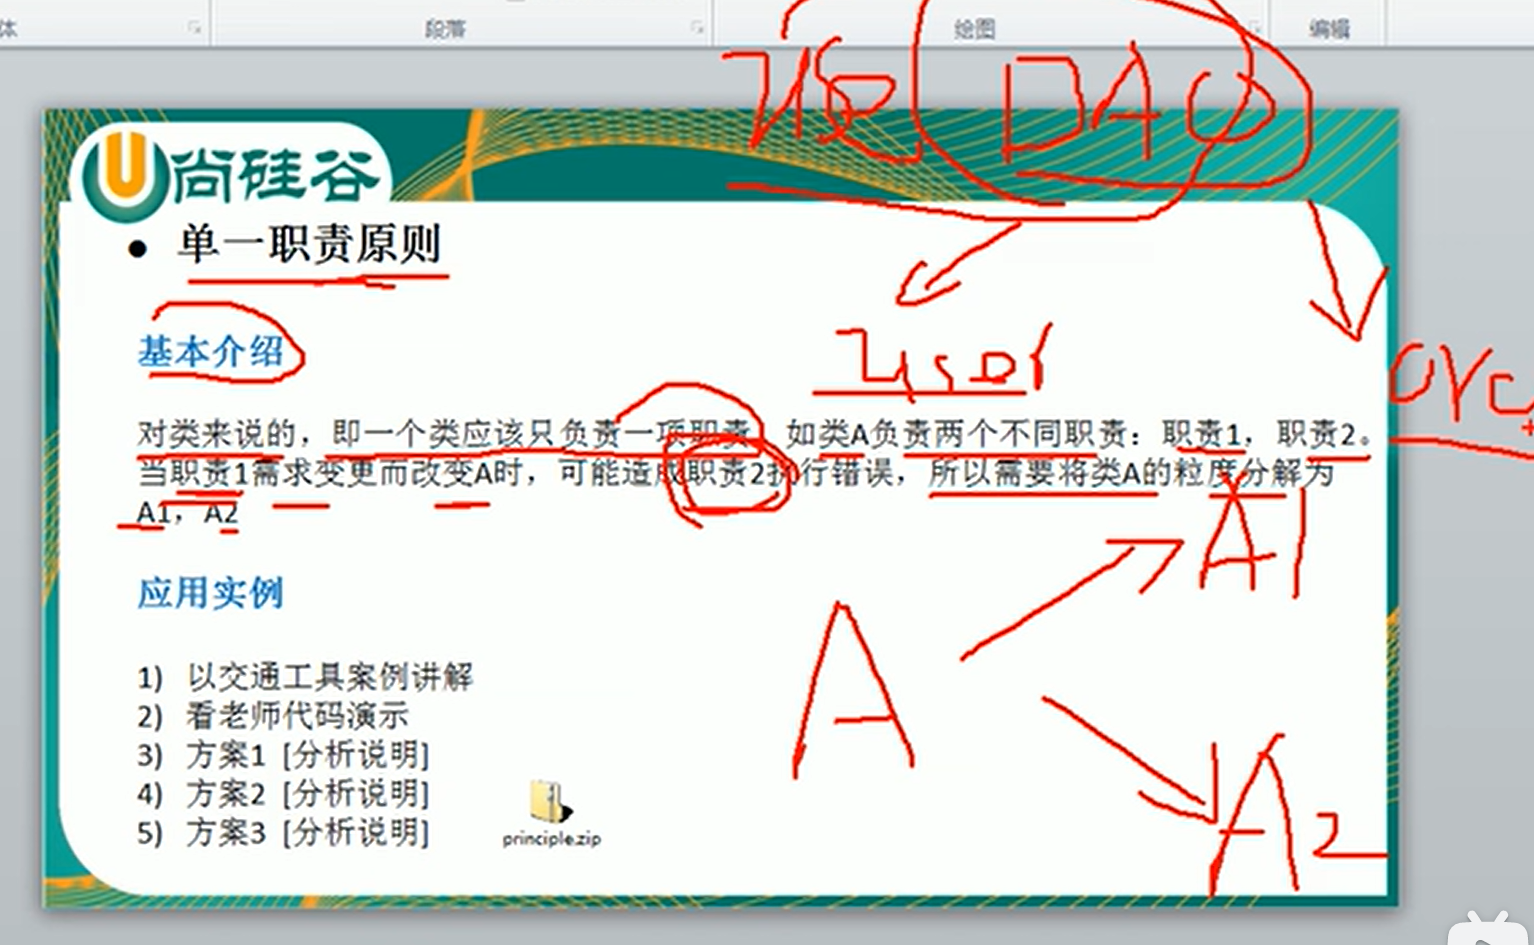 体 段落 绘图 编辑
DAO
尚硅谷
单一职责原则
基本介绍
User
对类来说的，即一个类应该只负责一项职责。如类A负责两个不同职责：职责1，职责2。
当职责1需求变更而改变A时，可能造成职责2执行错误，所以需要将类A的粒度分解为
A1，A2
A1
应用实例
A
1) 以交通工具案例讲解
2) 看老师代码演示
3) 方案1 [分析说明]
4) 方案2 [分析说明]
5) 方案3 [分析说明]
A2
principle.zip